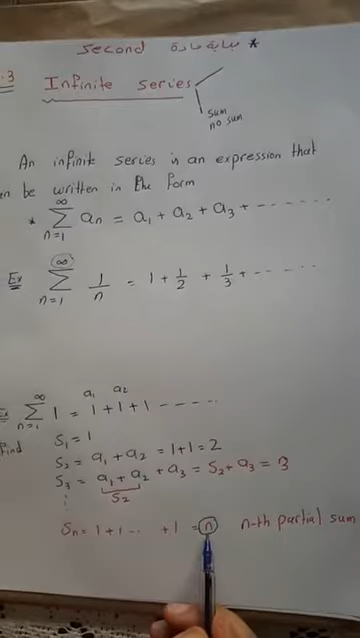 second بداية مادة *
.3 Infinite series
sum
no sum
An infinite series is an expression that
n be written in the form
* ∞ ∑ n=1 an = a₁ + a₂ + a₃ + -------
Ex ∞ ∑ n=1 1/n = 1 + 1/2 + 1/3 + -------
a₁ a₂
Ex ∞ ∑ n=1 1 = 1 + 1 + 1 -----
find S₁ = 1
S₂ = a₁ + a₂ = 1+1 = 2
S₃ = a₁ + a₂ + a₃ = S₂ + a₃ = 3
S₂
⋮
Sn = 1 + 1 ... + 1 = n n-th partial sum